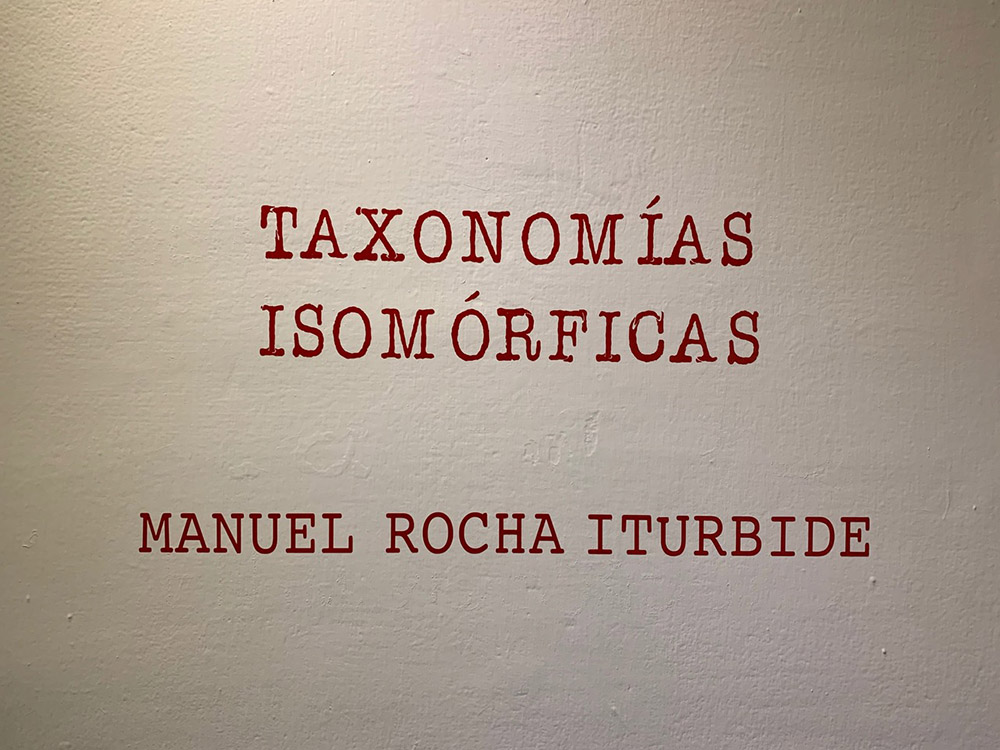 TAXONOMÍAS
ISOMÓRFICAS
MANUEL ROCHA ITURBIDE